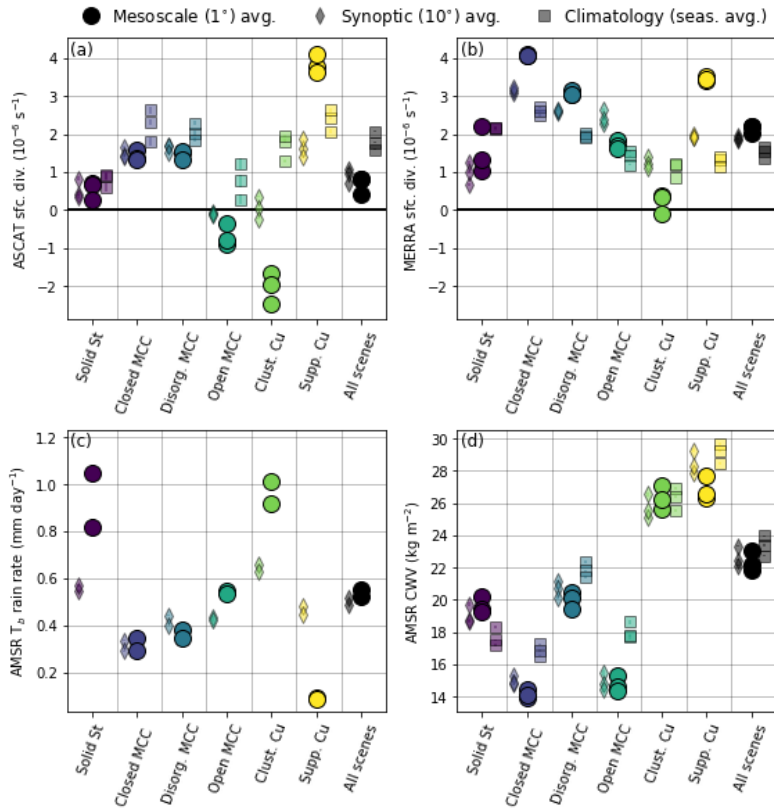 Mesoscale (1°) avg. Synoptic (10°) avg. Climatology (seas. avg.)
(a)
ASCAT sfc. div. (10⁻⁶ s⁻¹)
4
3
2
1
0
−1
−2
Solid St
Closed MCC
Disorg. MCC
Open MCC
Clust. Cu
Supp. Cu
All scenes
(b)
MERRA sfc. div. (10⁻⁶ s⁻¹)
4
3
2
1
0
−1
−2
Solid St
Closed MCC
Disorg. MCC
Open MCC
Clust. Cu
Supp. Cu
All scenes
(c)
AMSR T_b rain rate (mm day⁻¹)
1.2
1.0
0.8
0.6
0.4
0.2
Solid St
Closed MCC
Disorg. MCC
Open MCC
Clust. Cu
Supp. Cu
All scenes
(d)
AMSR CWV (kg m⁻²)
30
28
26
24
22
20
18
16
14
Solid St
Closed MCC
Disorg. MCC
Open MCC
Clust. Cu
Supp. Cu
All scenes